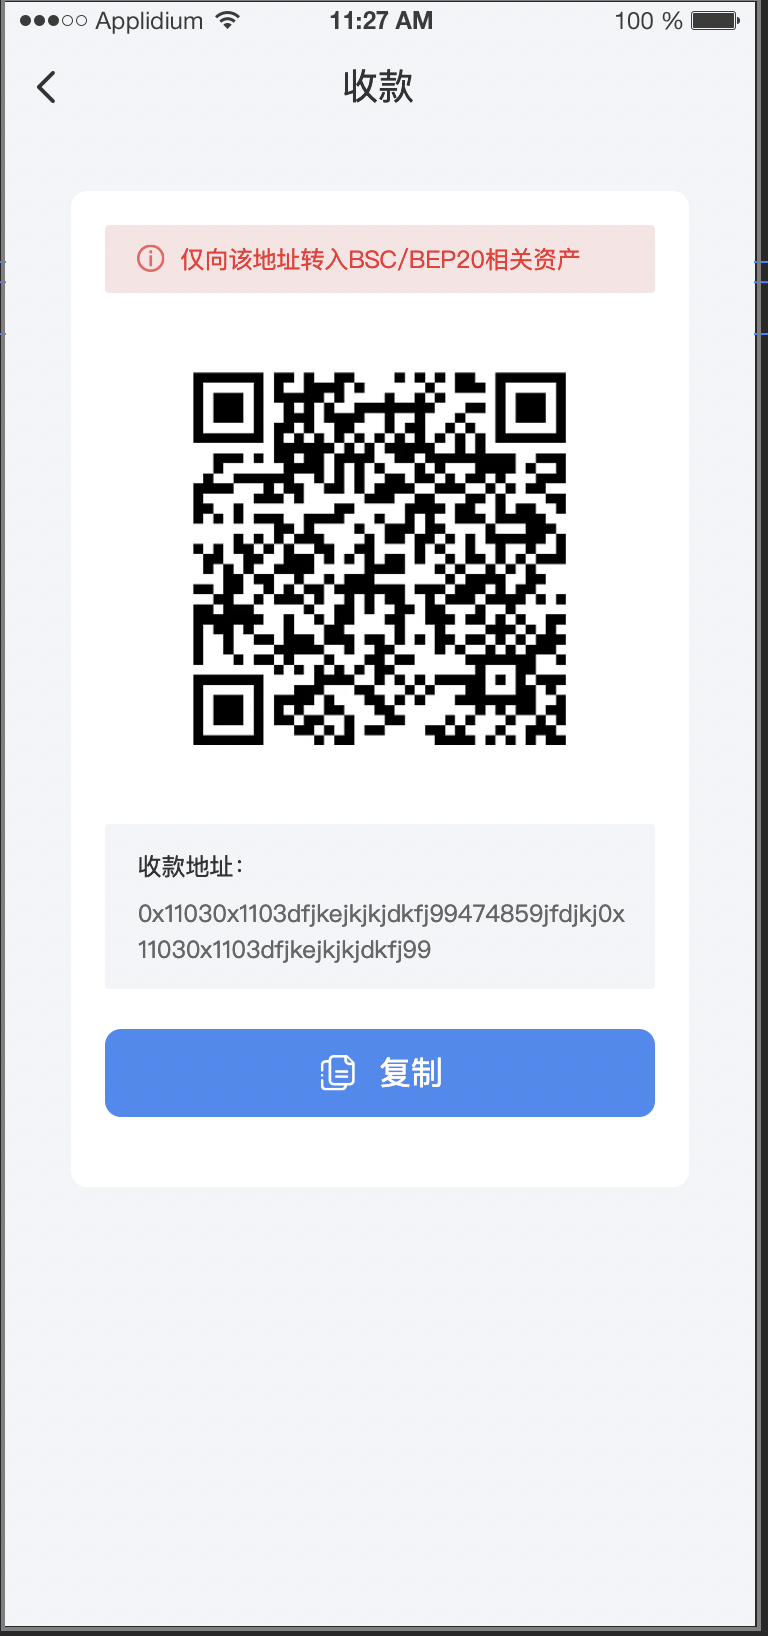 Applidium 11:27 AM 100 %
收款
仅向该地址转入BSC/BEP20相关资产
收款地址：
0x11030x1103dfjkejkjkjdkfj99474859jfdjkj0x
11030x1103dfjkejkjkjdkfj99
复制